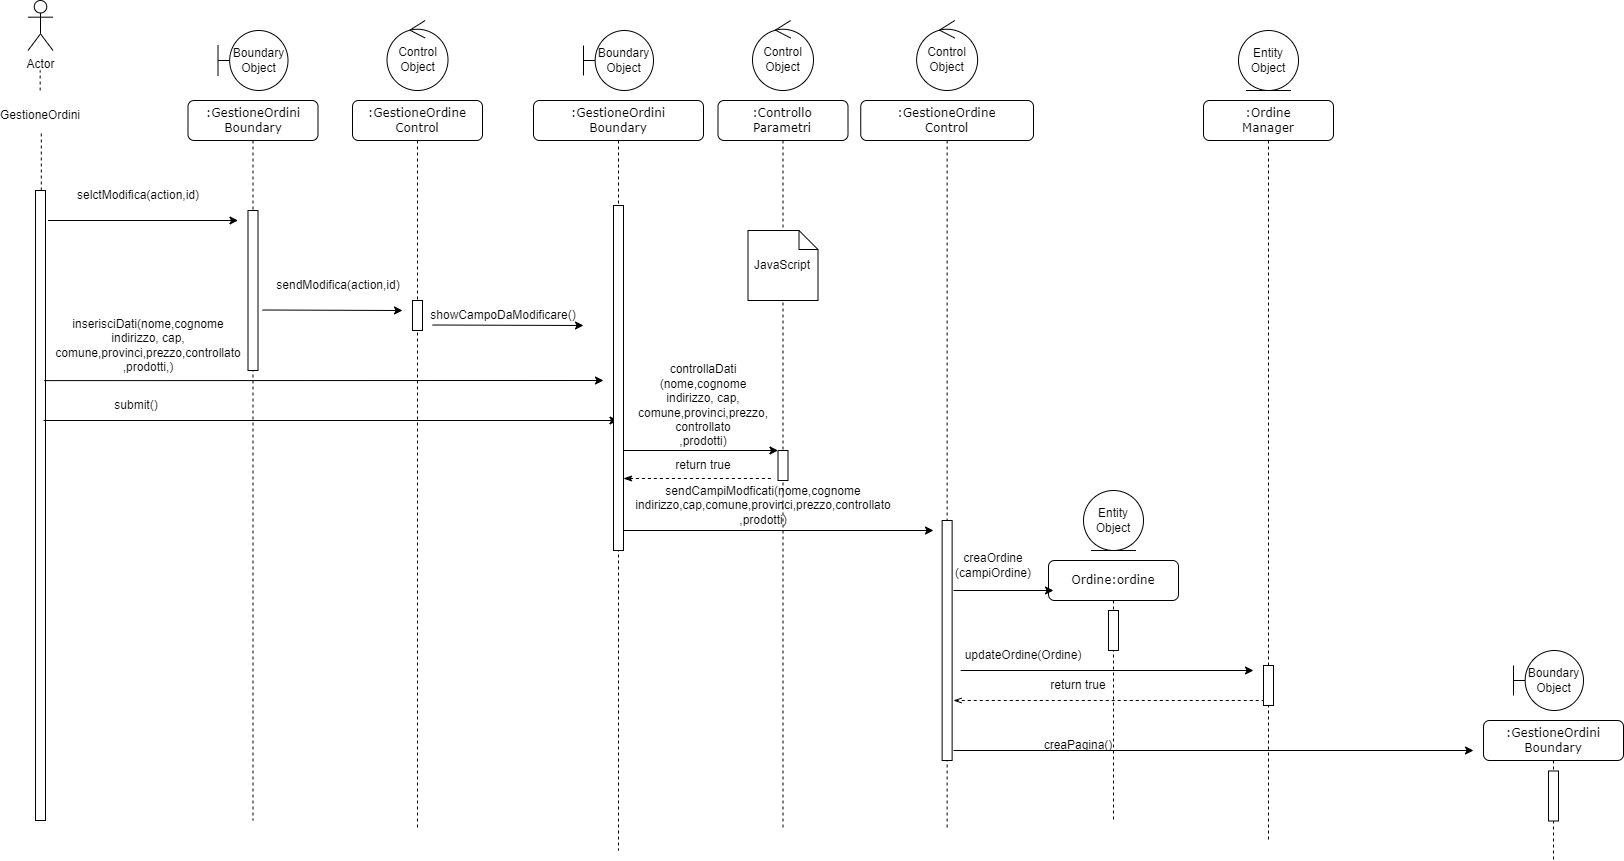 Actor
GestioneOrdini
Boundary
Object
:GestioneOrdini
Boundary
Control
Object
:GestioneOrdine
Control
Boundary
Object
:GestioneOrdini
Boundary
Control
Object
:Controllo
Parametri
Control
Object
:GestioneOrdine
Control
Entity
Object
:Ordine
Manager
selctModifica(action,id)
JavaScript
sendModifica(action,id)
showCampoDaModificare()
inserisciDati(nome,cognome
indirizzo, cap,
comune,provinci,prezzo,controllato
,prodotti,)
submit()
controllaDati
(nome,cognome
indirizzo, cap,
comune,provinci,prezzo,
controllato
,prodotti)
return true
sendCampiModficati(nome,cognome
indirizzo,cap,comune,provinci,prezzo,controllato
,prodotti)
Entity
Object
Ordine:ordine
creaOrdine
(campiOrdine)
updateOrdine(Ordine)
return true
Boundary
Object
:GestioneOrdini
Boundary
creaPagina()